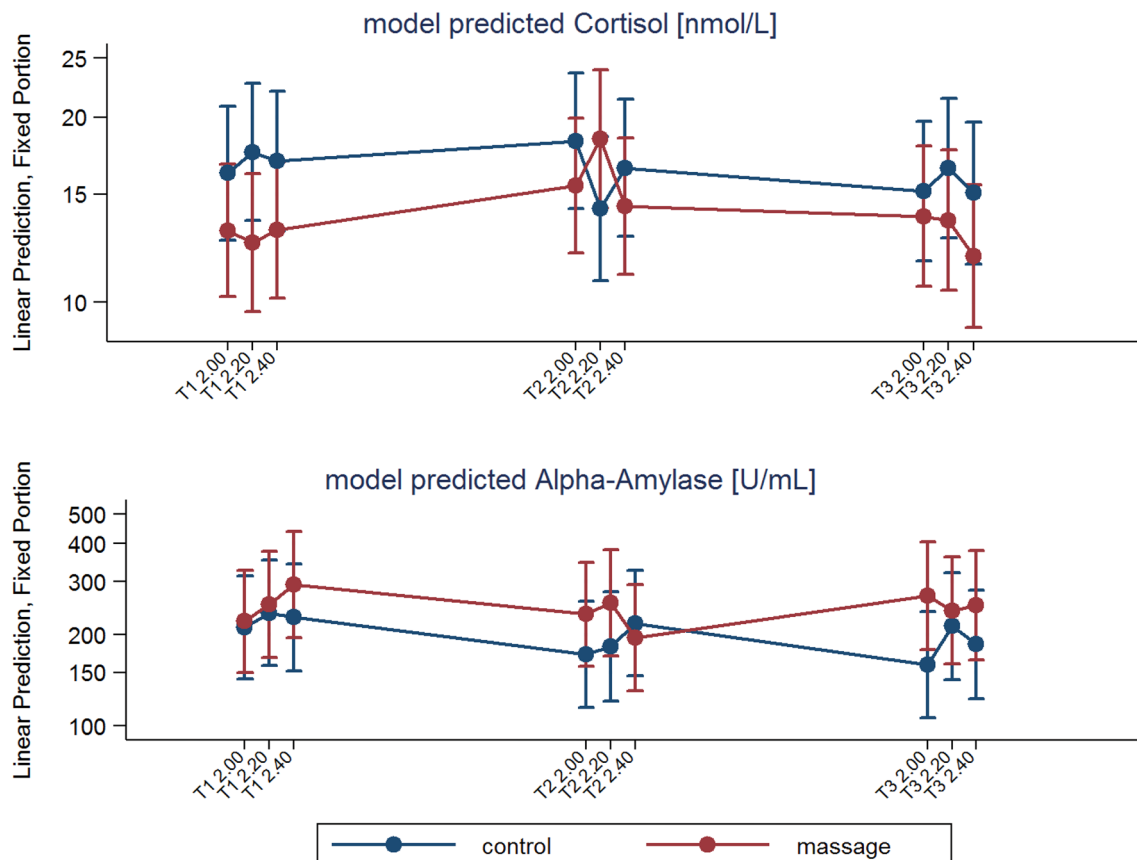 model predicted Cortisol [nmol/L]
Linear Prediction, Fixed Portion
25
20
15
10
T1 2.00
T1 2.20
T1 2.40
T2 2.00
T2 2.20
T2 2.40
T3 2.00
T3 2.20
T3 2.40
model predicted Alpha-Amylase [U/mL]
Linear Prediction, Fixed Portion
500
400
300
200
150
100
T1 2.00
T1 2.20
T1 2.40
T2 2.00
T2 2.20
T2 2.40
T3 2.00
T3 2.20
T3 2.40
control massage